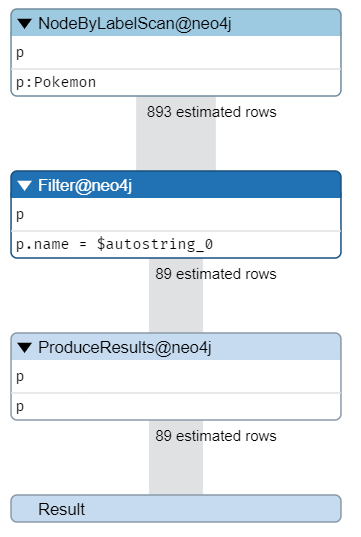 NodeByLabelScan@neo4j
p
p:Pokemon
893 estimated rows
Filter@neo4j
p
p.name = $autostring_0
89 estimated rows
ProduceResults@neo4j
p
p
89 estimated rows
Result